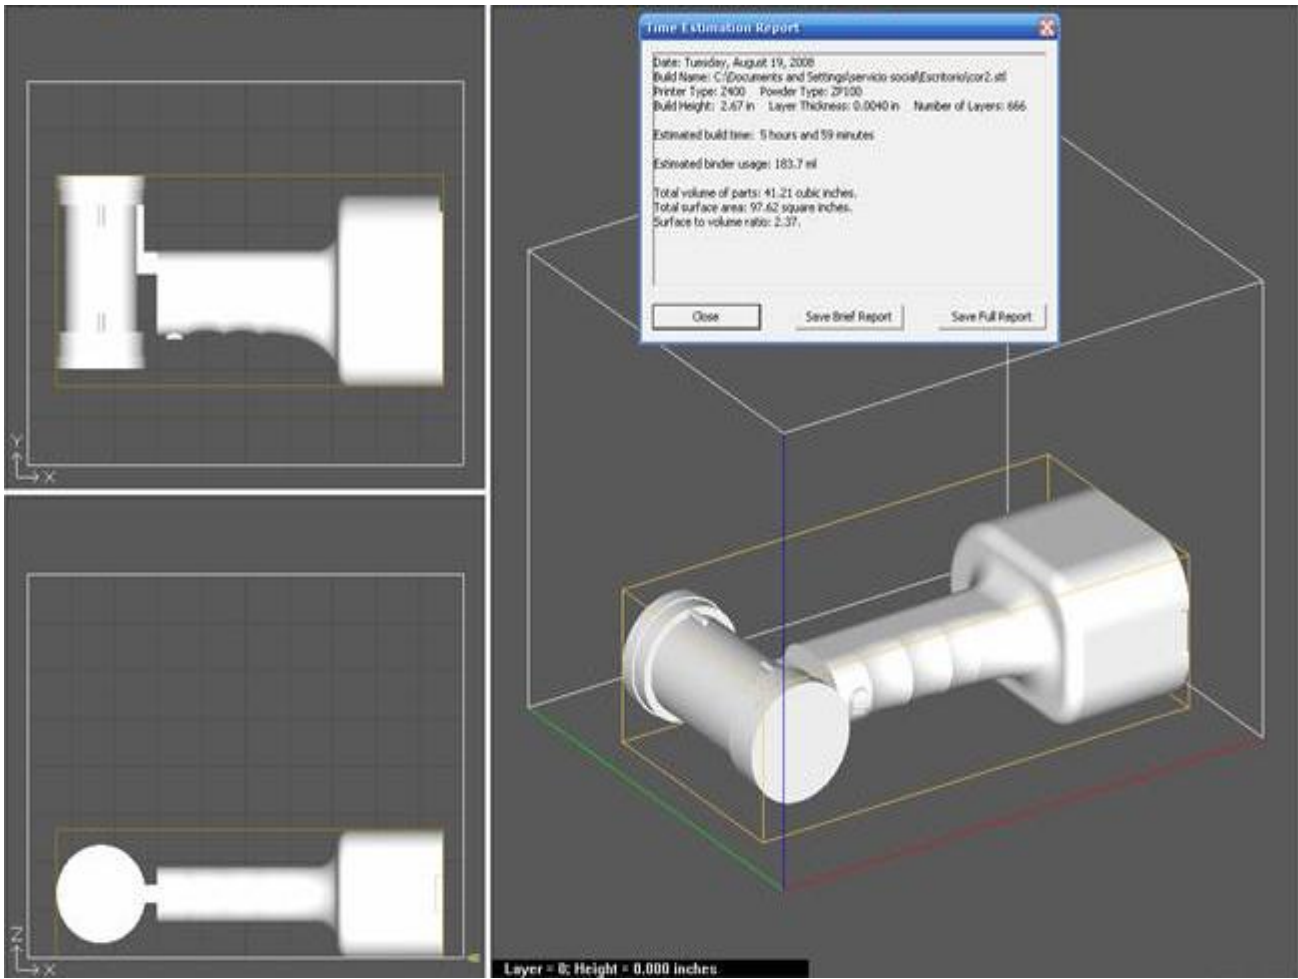 Time Estimation Report
Date: Tuesday, August 19, 2008
Build Name: C:\Documents and Settings\servicio social\Escritorio\cor2.stl
Printer Type: Z400 Powder Type: ZP100
Build Height: 2.67 in Layer Thickness: 0.0040 in Number of Layers: 666
Estimated build time: 5 hours and 59 minutes
Estimated binder usage: 183.7 ml
Total volume of parts: 41.21 cubic inches.
Total surface area: 97.62 square inches.
Surface to volume ratio: 2.37.
Close Save Brief Report Save Full Report
Y
X
Z
X
Layer = 0; Height = 0.000 inches